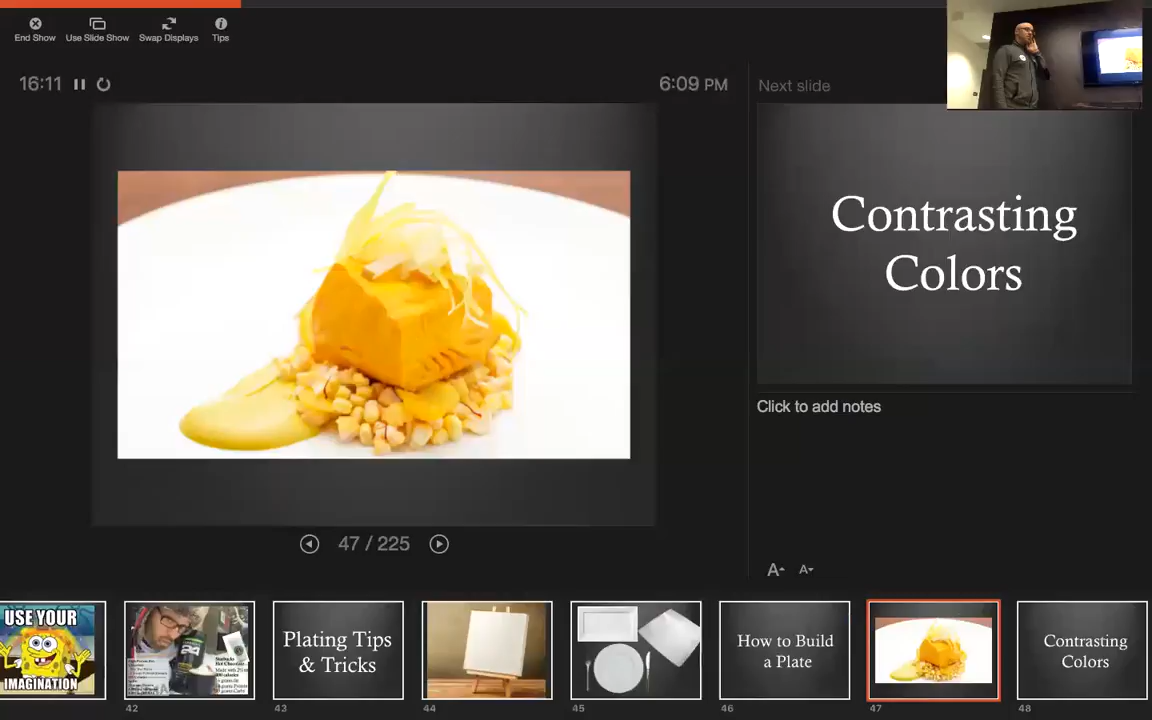 End Show
Use Slide Show
Swap Displays
Tips
16:11
6:09 PM
Next slide
Contrasting
Colors
Click to add notes
47 / 225
A
A
USE YOUR
IMAGINATION
24
Plating Tips
& Tricks
How to Build
a Plate
Contrasting
Colors
42
43
44
45
46
47
48